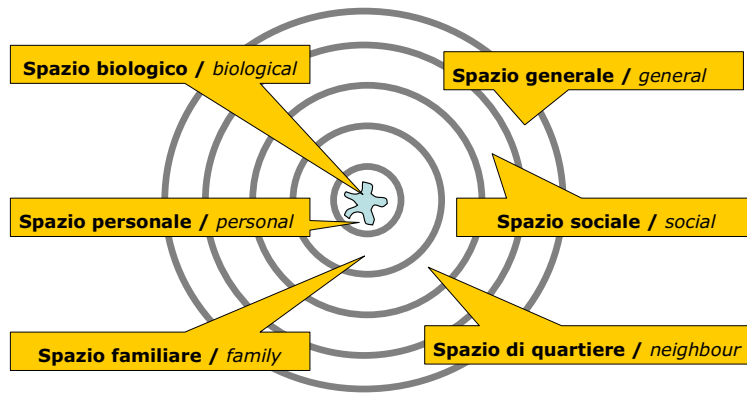 Spazio biologico / biological
Spazio generale / general
Spazio personale / personal
Spazio sociale / social
Spazio familiare / family
Spazio di quartiere / neighbour